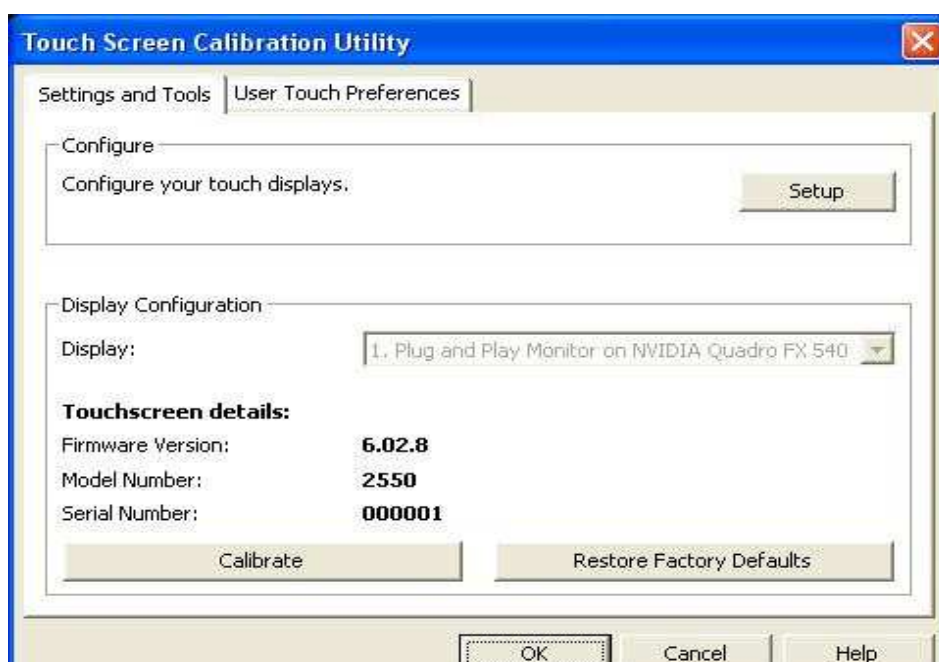 Touch Screen Calibration Utility
Settings and Tools
User Touch Preferences
Configure
Configure your touch displays.
Setup
Display Configuration
Display:
1. Plug and Play Monitor on NVIDIA Quadro FX 540
Touchscreen details:
Firmware Version: 6.02.8
Model Number: 2550
Serial Number: 000001
Calibrate
Restore Factory Defaults
OK
Cancel
Help